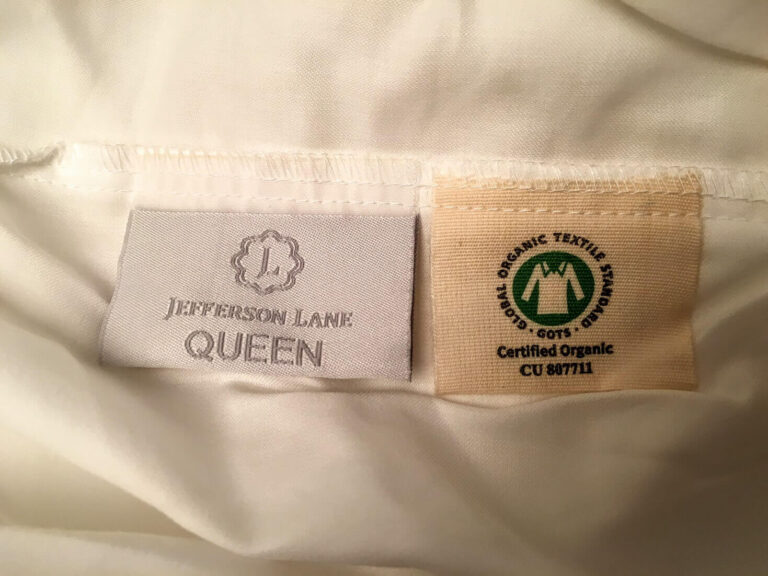 L
JEFFERSON LANE
QUEEN
GLOBAL ORGANIC TEXTILE STANDARD
· GOTS ·
Certified Organic
CU 807711